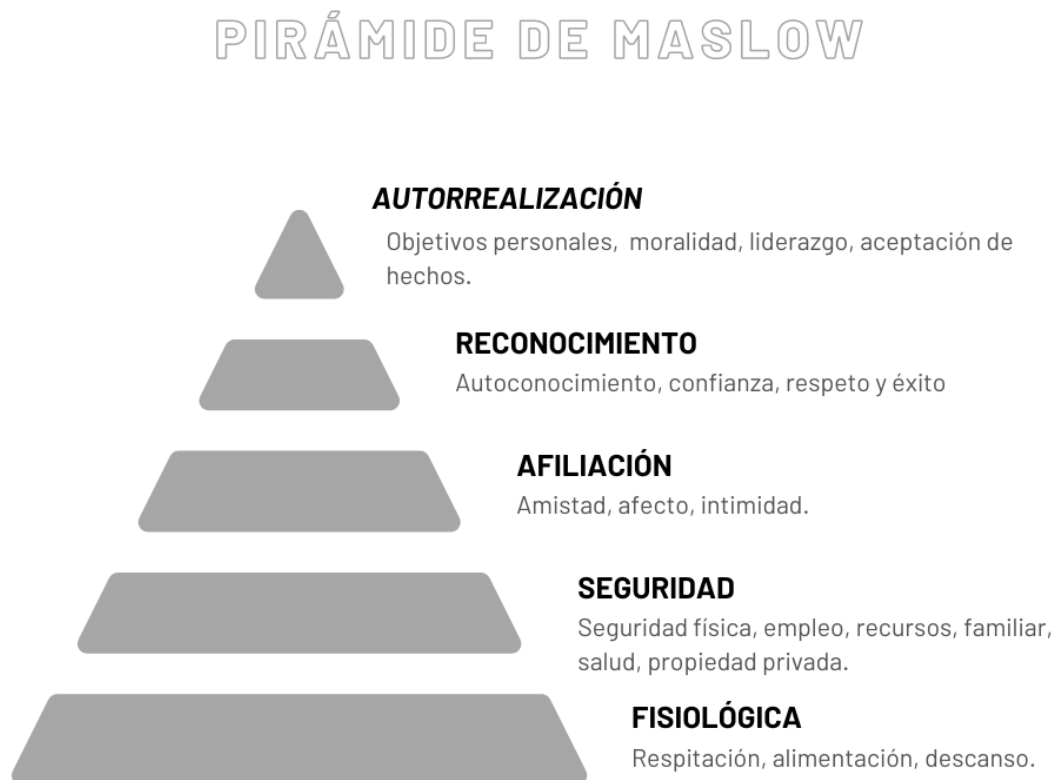 PIRÁMIDE DE MASLOW
AUTORREALIZACIÓN
Objetivos personales, moralidad, liderazgo, aceptación de
hechos.
RECONOCIMIENTO
Autoconocimiento, confianza, respeto y éxito
AFILIACIÓN
Amistad, afecto, intimidad.
SEGURIDAD
Seguridad física, empleo, recursos, familiar,
salud, propiedad privada.
FISIOLÓGICA
Respitación, alimentación, descanso.